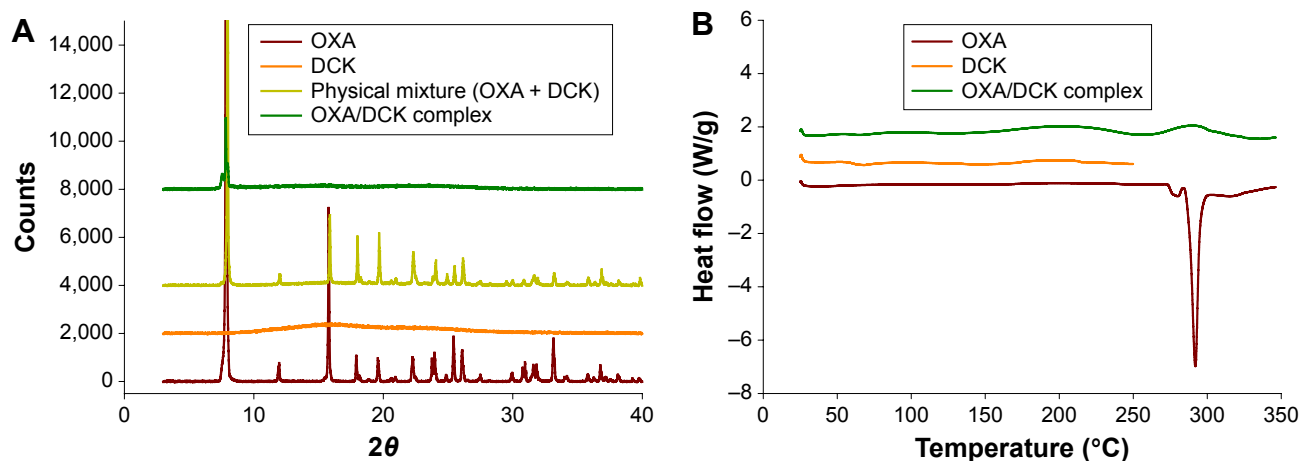 A
Counts
14,000
12,000
10,000
8,000
6,000
4,000
2,000
0
0
10
20
30
40
2θ
OXA
DCK
Physical mixture (OXA + DCK)
OXA/DCK complex
B
Heat flow (W/g)
6
4
2
0
–2
–4
–6
–8
0
50
100
150
200
250
300
350
Temperature (°C)
OXA
DCK
OXA/DCK complex